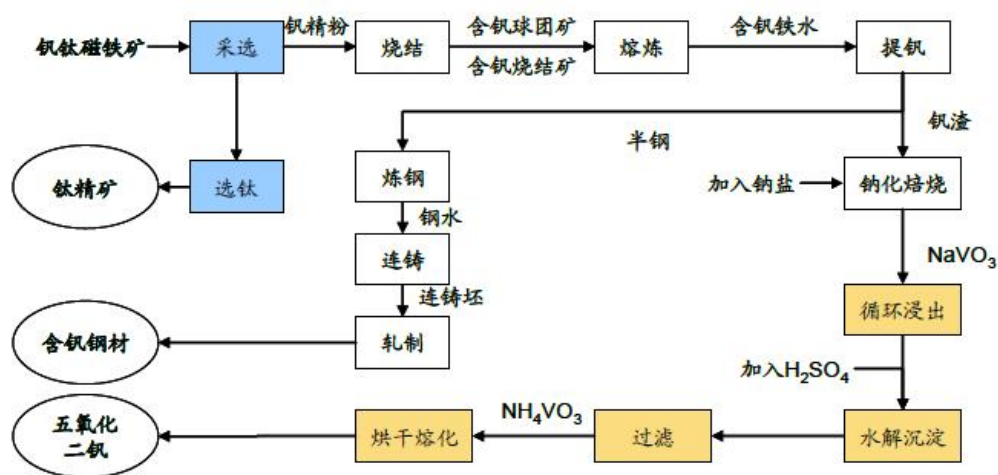 钒钛磁铁矿
采选
钒精粉
烧结
含钒球团矿
含钒烧结矿
熔炼
含钒铁水
提钒
半钢
钒渣
钛精矿
选钛
炼钢
加入钠盐
钠化焙烧
钢水
连铸
NaVO3
连铸坯
循环浸出
含钒钢材
轧制
加入H2SO4
五氧化
二钒
烘干熔化
NH4VO3
过滤
水解沉淀